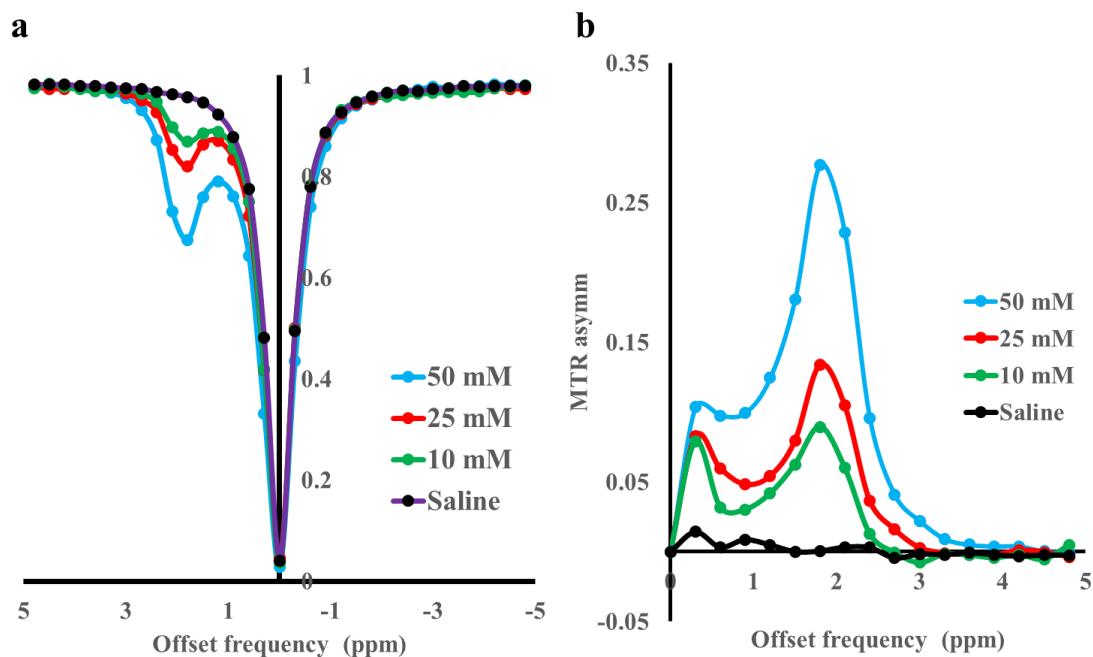 a
1
0.8
0.6
0.4
0.2
0
5
3
1
-1
-3
-5
Offset frequency (ppm)
50 mM
25 mM
10 mM
Saline
b
0.35
0.25
0.15
0.05
-0.05
MTR asymm
0
1
2
3
4
5
Offset frequency (ppm)
50 mM
25 mM
10 mM
Saline